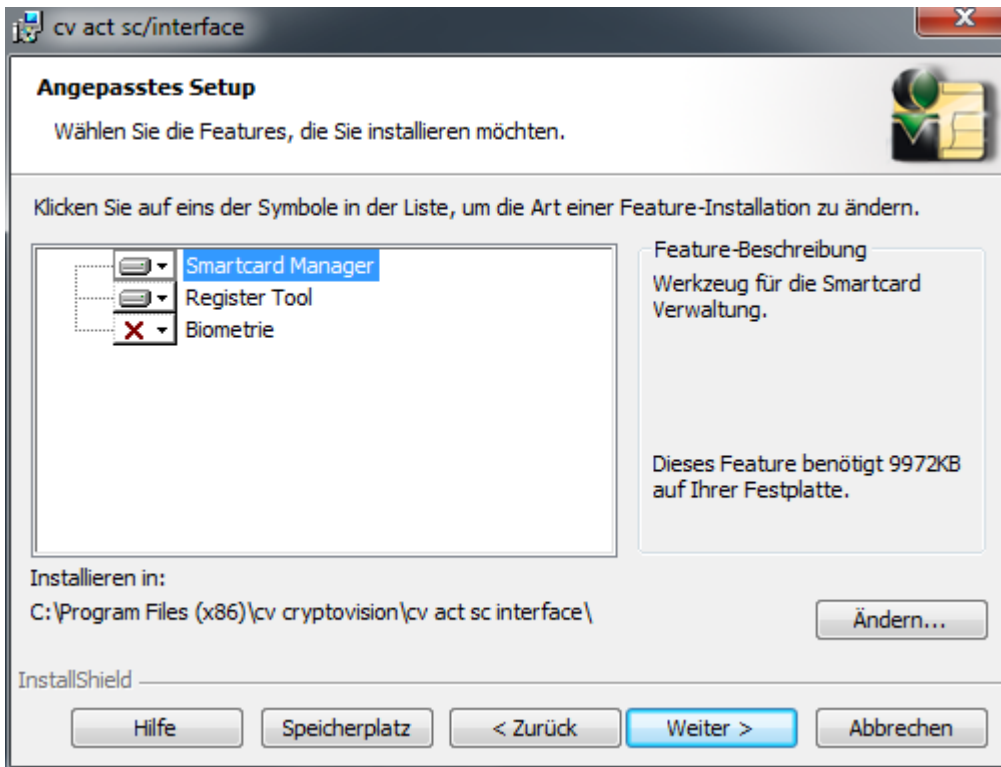 cv act sc/interface
Angepasstes Setup
Wählen Sie die Features, die Sie installieren möchten.
Klicken Sie auf eins der Symbole in der Liste, um die Art einer Feature-Installation zu ändern.
Smartcard Manager
Register Tool
Biometrie
Feature-Beschreibung
Werkzeug für die Smartcard
Verwaltung.
Dieses Feature benötigt 9972KB
auf Ihrer Festplatte.
Installieren in:
C:\Program Files (x86)\cv cryptovision\cv act sc interface\
Ändern...
InstallShield
Hilfe
Speicherplatz
< Zurück
Weiter >
Abbrechen